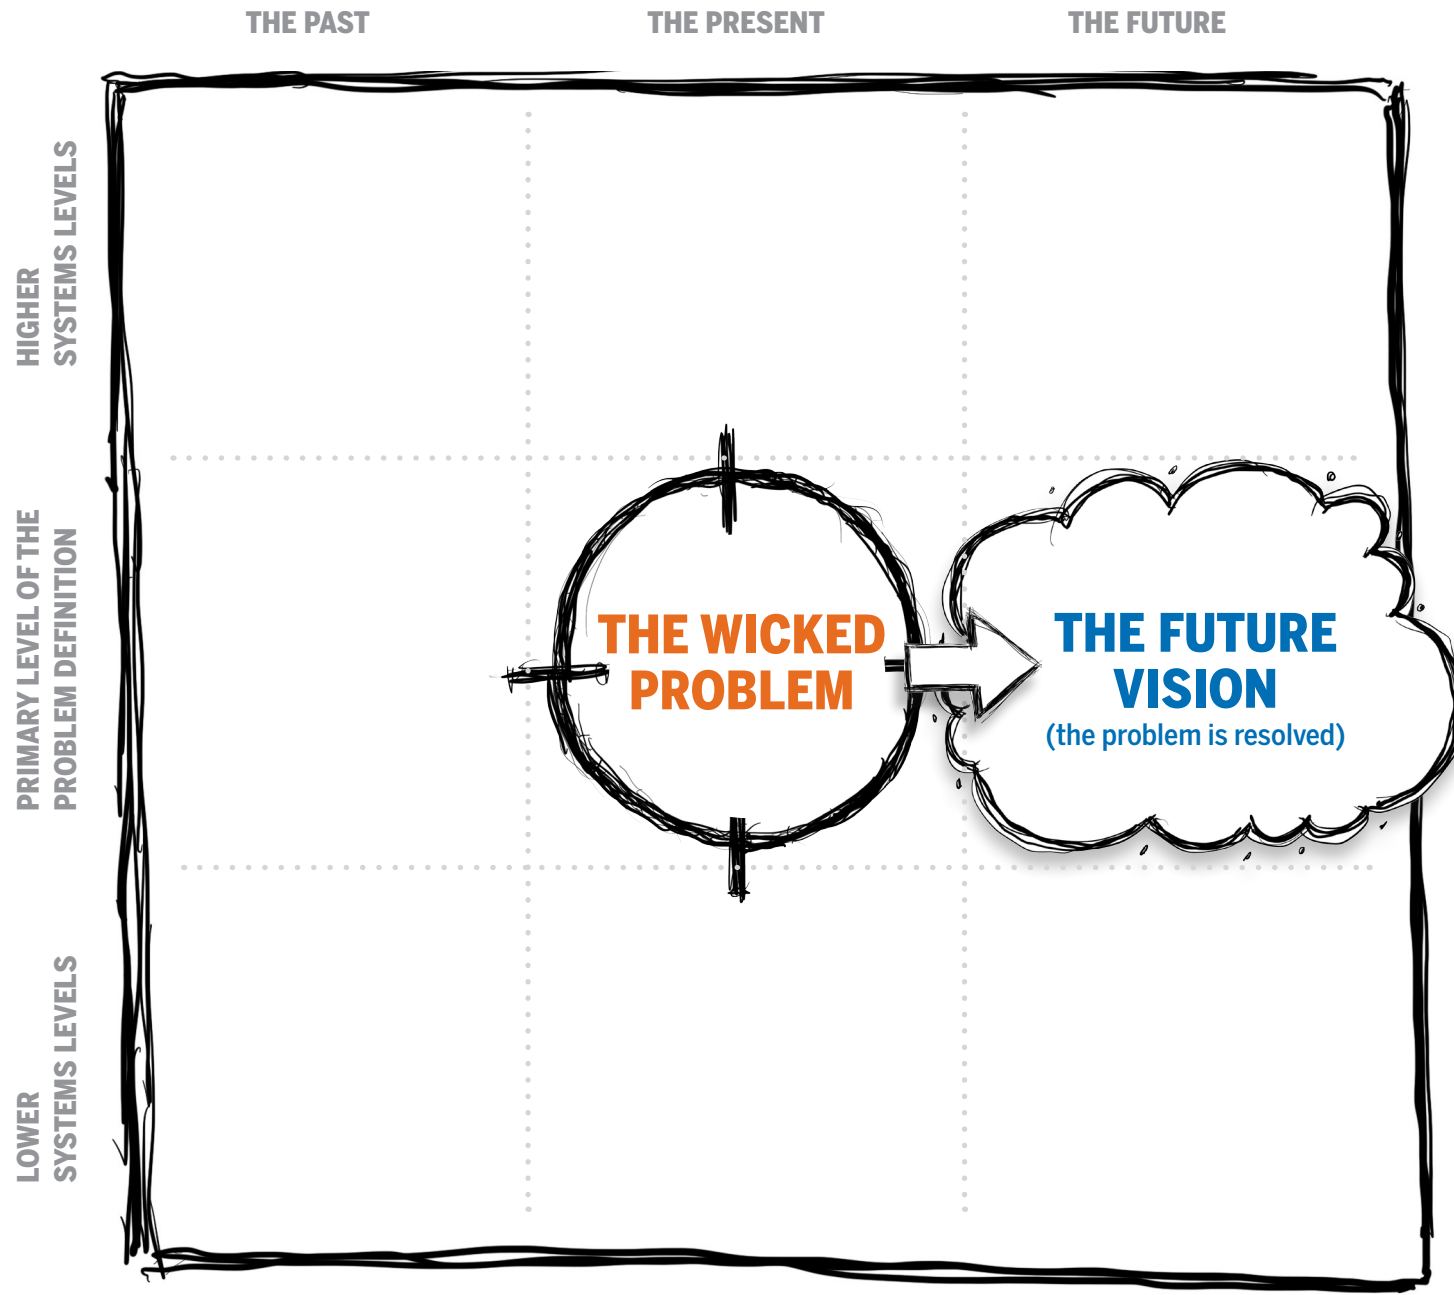 THE PAST
THE PRESENT
THE FUTURE
HIGHER
SYSTEMS LEVELS
PRIMARY LEVEL OF THE
PROBLEM DEFINITION
THE WICKED
PROBLEM
THE FUTURE
VISION
(the problem is resolved)
LOWER
SYSTEMS LEVELS